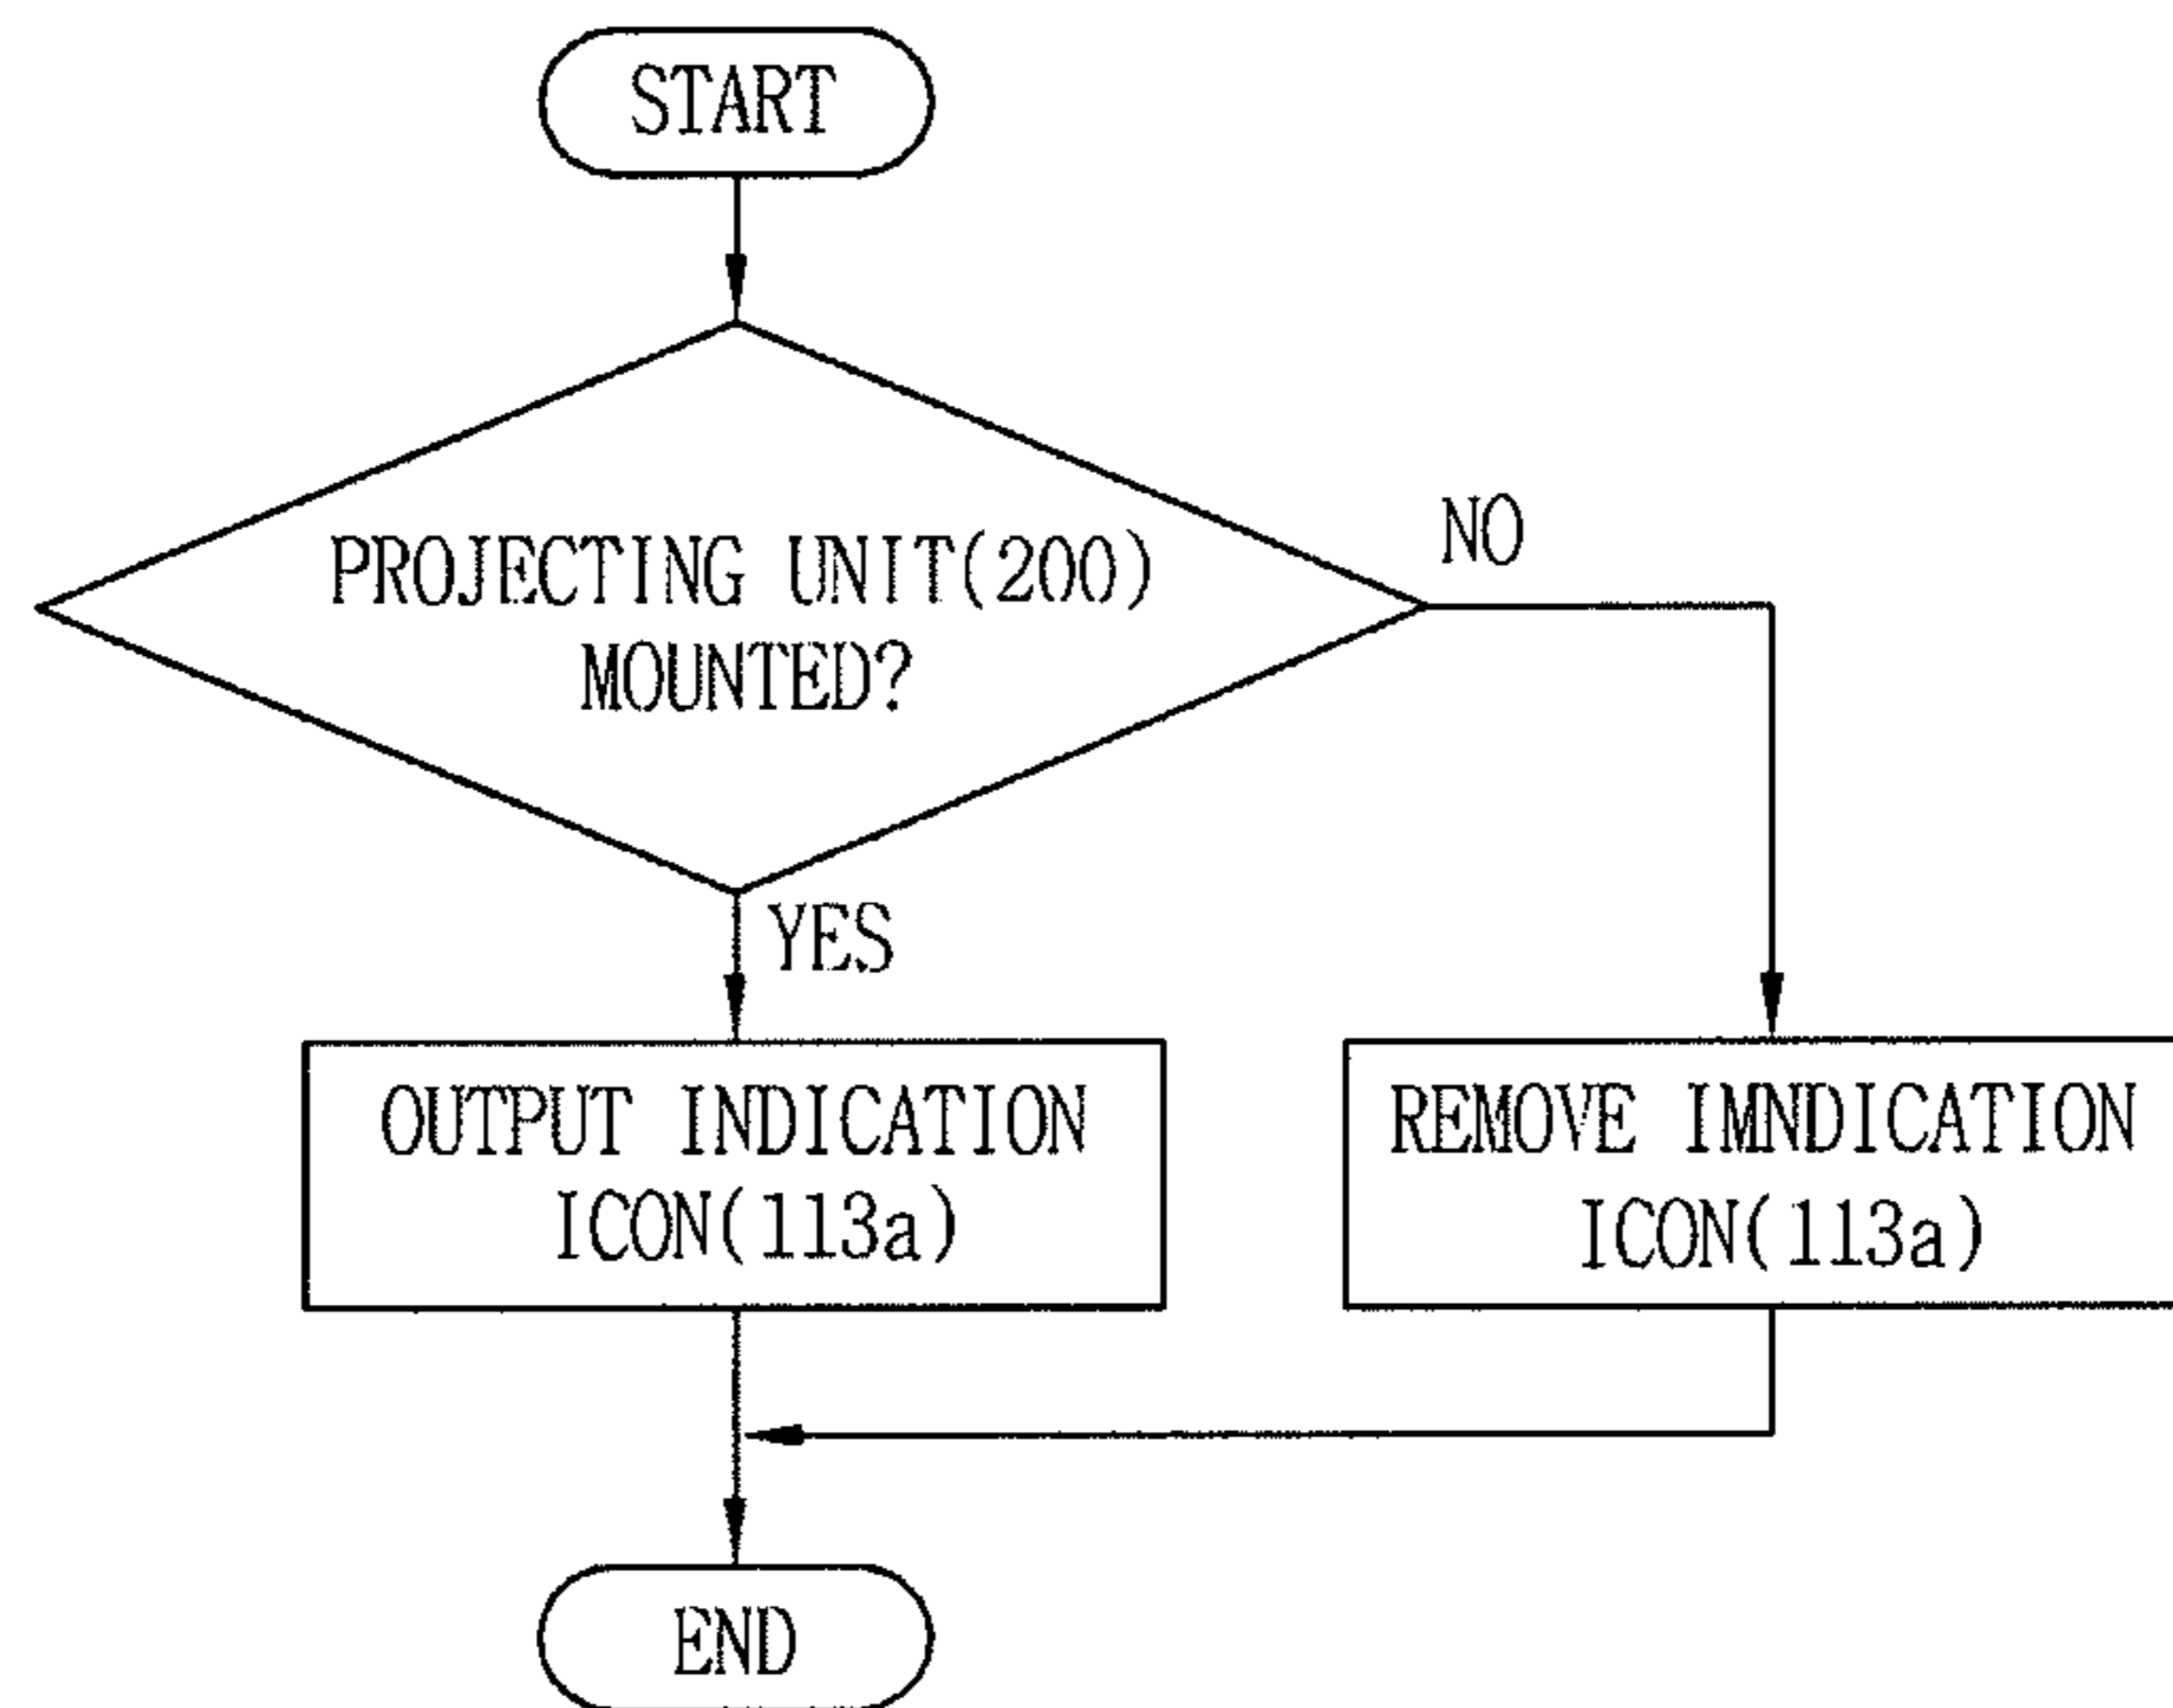 START
PROJECTING UNIT(200)
MOUNTED?
NO
YES
OUTPUT INDICATION
ICON(113a)
REMOVE IMNDICATION
ICON(113a)
END